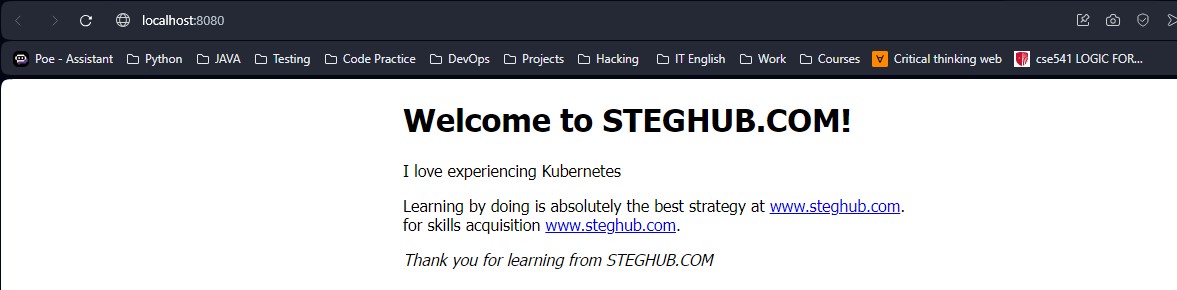 localhost:8080
Poe - Assistant Python JAVA Testing Code Practice DevOps Projects Hacking IT English Work Courses Critical thinking web cse541 LOGIC FOR...
Welcome to STEGHUB.COM!
I love experiencing Kubernetes
Learning by doing is absolutely the best strategy at www.steghub.com.
for skills acquisition www.steghub.com.
Thank you for learning from STEGHUB.COM